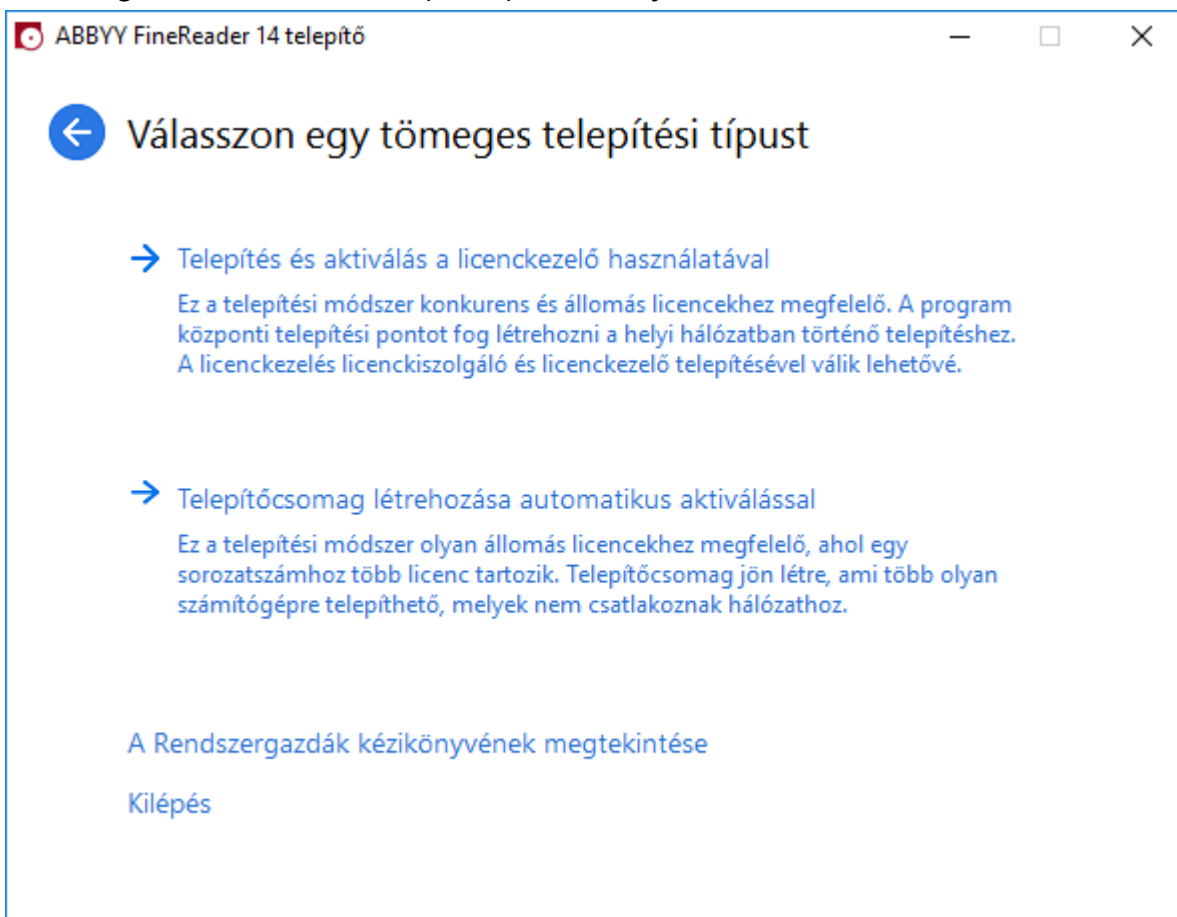 ABBYY FineReader 14 telepítő
Válasszon egy tömeges telepítési típust
Telepítés és aktiválás a licenckezelő használatával
Ez a telepítési módszer konkurens és állomás licencekhez megfelelő. A program
központi telepítési pontot fog létrehozni a helyi hálózatban történő telepítéshez.
A licenckezelés licenckiszolgáló és licenckezelő telepítésével válik lehetővé.
Telepítőcsomag létrehozása automatikus aktiválással
Ez a telepítési módszer olyan állomás licencekhez megfelelő, ahol egy
sorozatszámhoz több licenc tartozik. Telepítőcsomag jön létre, ami több olyan
számítógépre telepíthető, melyek nem csatlakoznak hálózathoz.
A Rendszergazdák kézikönyvének megtekintése
Kilépés